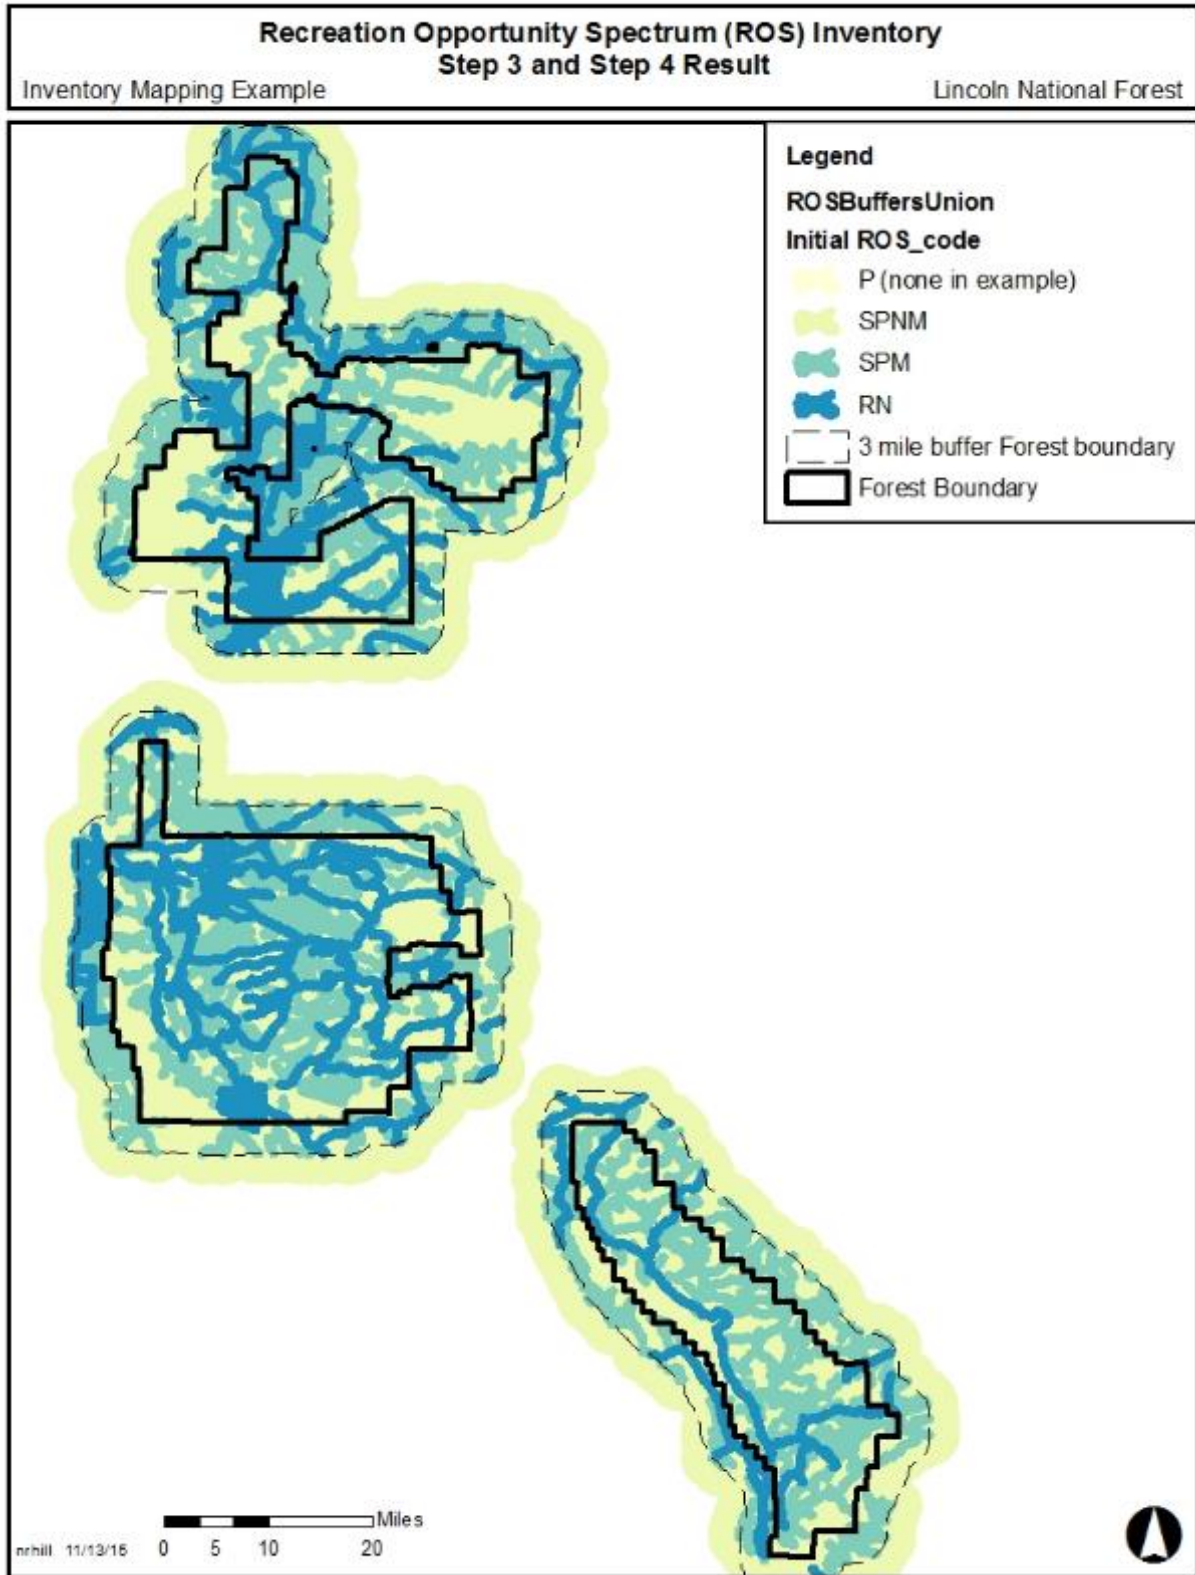 Recreation Opportunity Spectrum (ROS) Inventory
Step 3 and Step 4 Result
Inventory Mapping Example
Lincoln National Forest
Legend
ROSBuffersUnion
Initial ROS_code
P (none in example)
SPNM
SPM
RN
3 mile buffer Forest boundary
Forest Boundary
Miles
nrhill 11/13/15
0 5 10 20